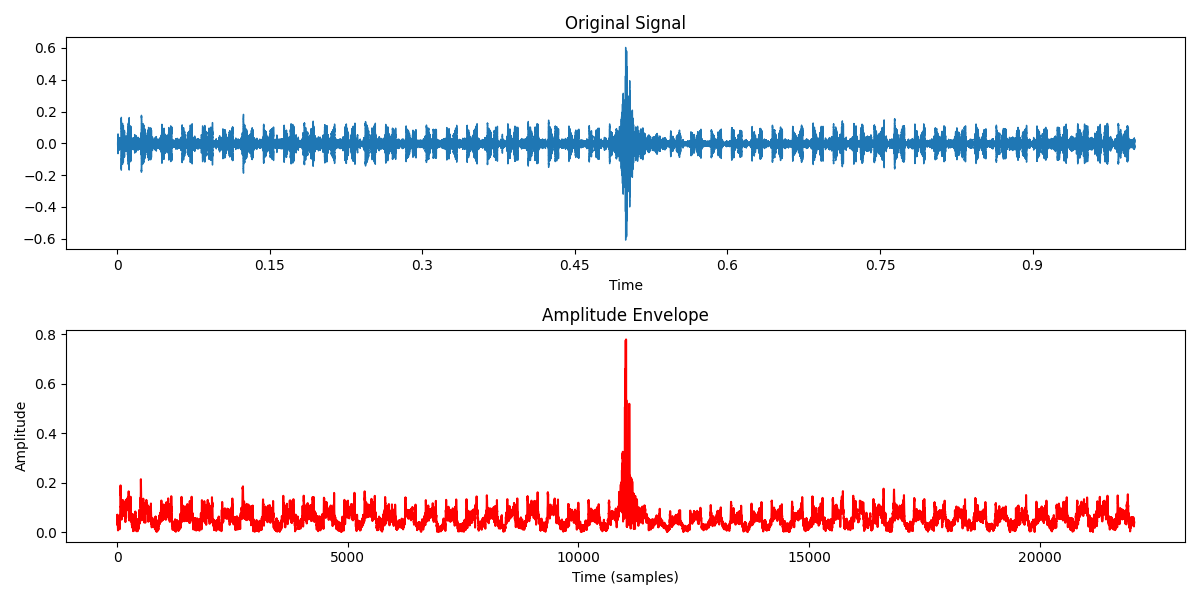 Original Signal
0.6
0.4
0.2
0.0
−0.2
−0.4
−0.6
0 0.15 0.3 0.45 0.6 0.75 0.9
Time
Amplitude Envelope
0.8
0.6
0.4
0.2
0.0
Amplitude
0 5000 10000 15000 20000
Time (samples)